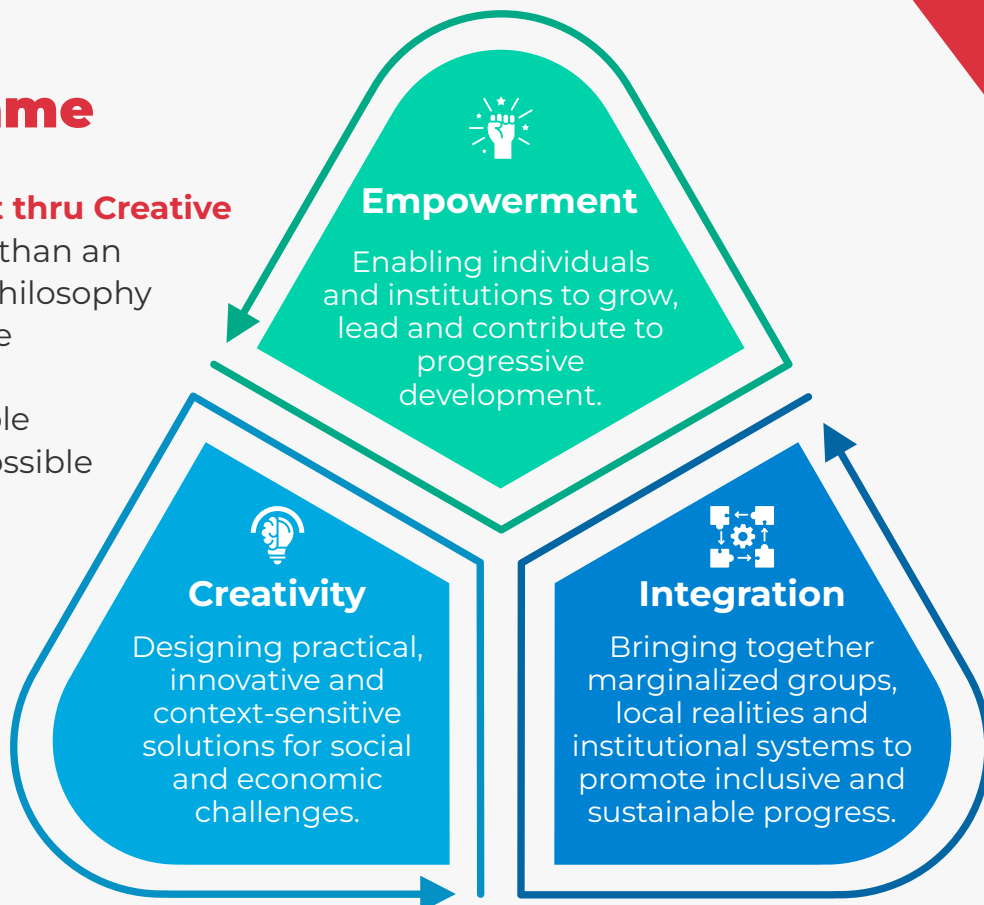 me
t thru Creative
than an
hilosophy
e
ole
ossible
Empowerment
Enabling individuals
and institutions to grow,
lead and contribute to
progressive
development.
Creativity
Designing practical,
innovative and
context-sensitive
solutions for social
and economic
challenges.
Integration
Bringing together
marginalized groups,
local realities and
institutional systems to
promote inclusive and
sustainable progress.